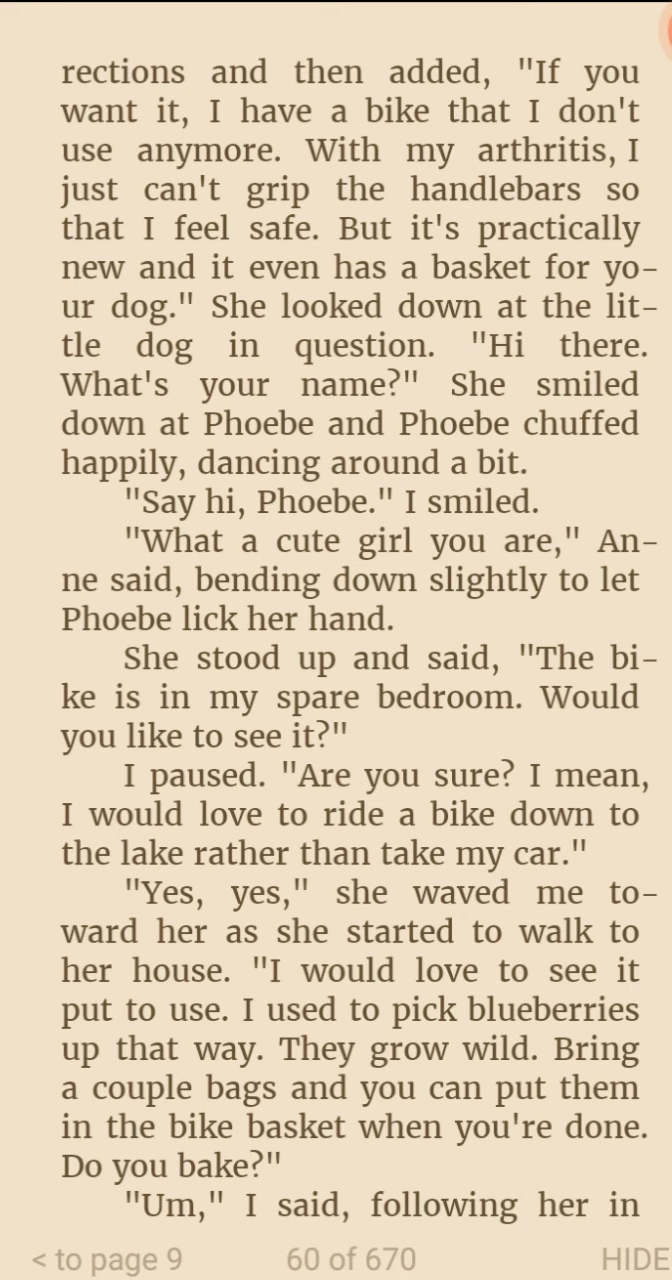 rections and then added, "If you
want it, I have a bike that I don't
use anymore. With my arthritis, I
just can't grip the handlebars so
that I feel safe. But it's practically
new and it even has a basket for yo-
ur dog." She looked down at the lit-
tle dog in question. "Hi there.
What's your name?" She smiled
down at Phoebe and Phoebe chuffed
happily, dancing around a bit.
"Say hi, Phoebe." I smiled.
"What a cute girl you are," An-
ne said, bending down slightly to let
Phoebe lick her hand.
She stood up and said, "The bi-
ke is in my spare bedroom. Would
you like to see it?"
I paused. "Are you sure? I mean,
I would love to ride a bike down to
the lake rather than take my car."
"Yes, yes," she waved me to-
ward her as she started to walk to
her house. "I would love to see it
put to use. I used to pick blueberries
up that way. They grow wild. Bring
a couple bags and you can put them
in the bike basket when you're done.
Do you bake?"
"Um," I said, following her in
< to page 9 60 of 670 HIDE